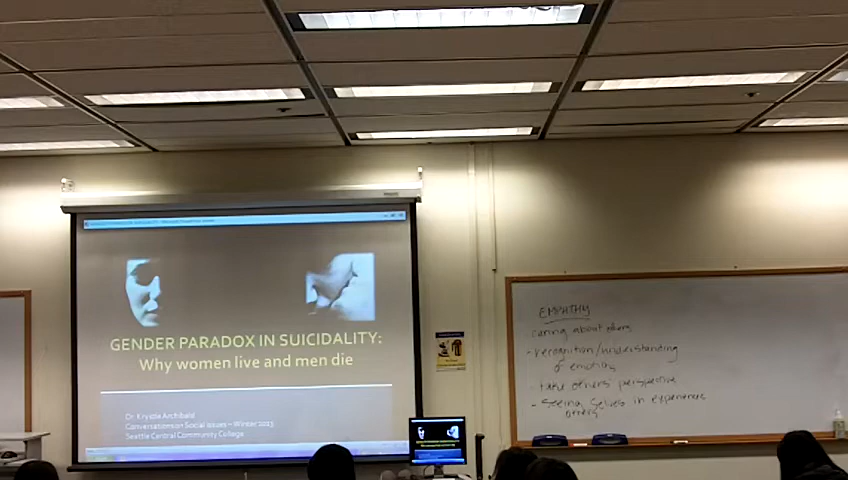 GENDER PARADOX IN SUICIDALITY:
Why women live and men die
Dr. Krystle Archibald
Conversations on Social Issues – Winter 2013
Seattle Central Community College
EMPATHY
caring about others
- recognition/understanding
of emotions
- take others perspective
- seeing selves in experiences
others